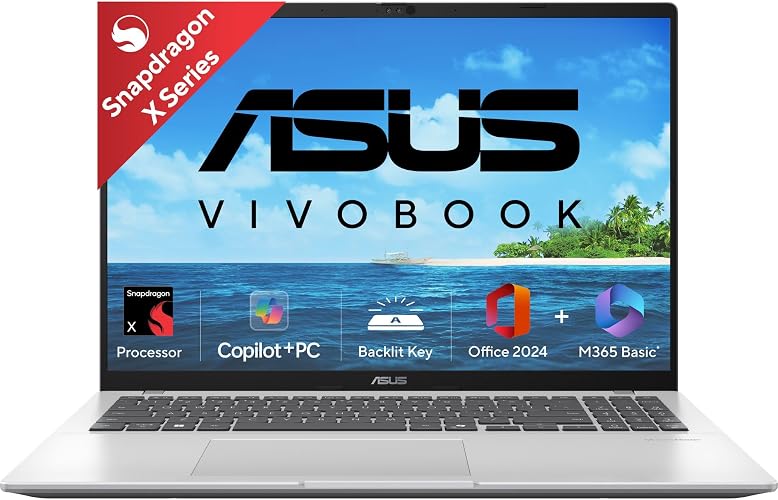 Snapdragon
X Series
ASUS
VIVOBOOK
Snapdragon
X
Processor
Copilot+PC
A
Backlit Key
Office 2024
+
M365 Basic*
ASUS